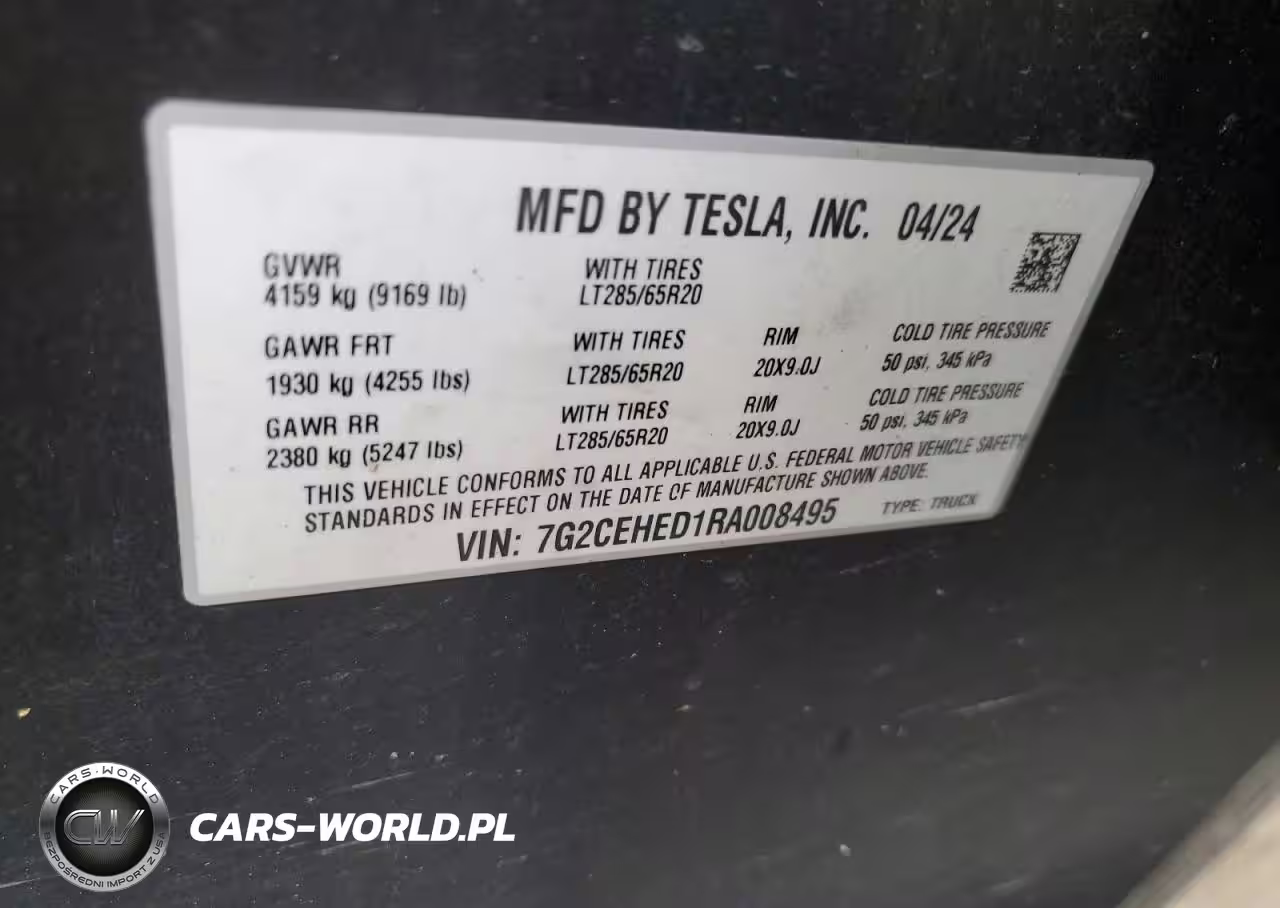 MFD BY TESLA, INC. 04/24
GVWR WITH TIRES
4159 kg (9169 lb) LT285/65R20
GAWR FRT WITH TIRES RIM COLD TIRE PRESSURE
1930 kg (4255 lbs) LT285/65R20 20X9.0J 50 psi, 345 kPa
GAWR RR WITH TIRES RIM COLD TIRE PRESSURE
2380 kg (5247 lbs) LT285/65R20 20X9.0J 50 psi, 345 kPa
THIS VEHICLE CONFORMS TO ALL APPLICABLE U.S. FEDERAL MOTOR VEHICLE SAFETY
STANDARDS IN EFFECT ON THE DATE OF MANUFACTURE SHOWN ABOVE.
VIN: 7G2CEHED1RA008495 TYPE: TRUCK
CARS-WORLD
CW
BEZPOŚREDNI IMPORT Z USA
CARS-WORLD.PL